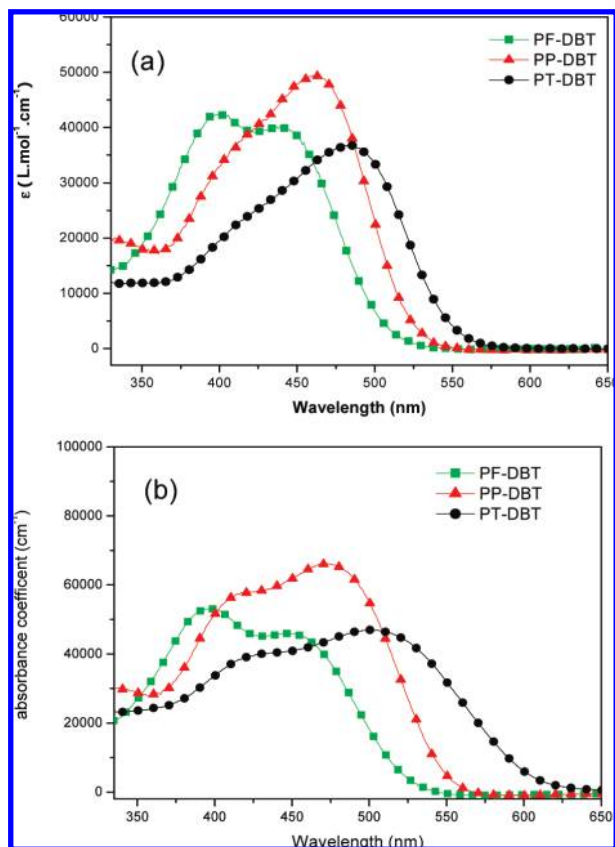 (a)
PF-DBT
PP-DBT
PT-DBT
ε ( L.mol⁻¹.cm⁻¹)
60000
50000
40000
30000
20000
10000
0
350 400 450 500 550 600 650
Wavelength (nm)
(b)
PF-DBT
PP-DBT
PT-DBT
absorbance coefficent (cm⁻¹)
100000
80000
60000
40000
20000
0
350 400 450 500 550 600 650
Wavelength (nm)